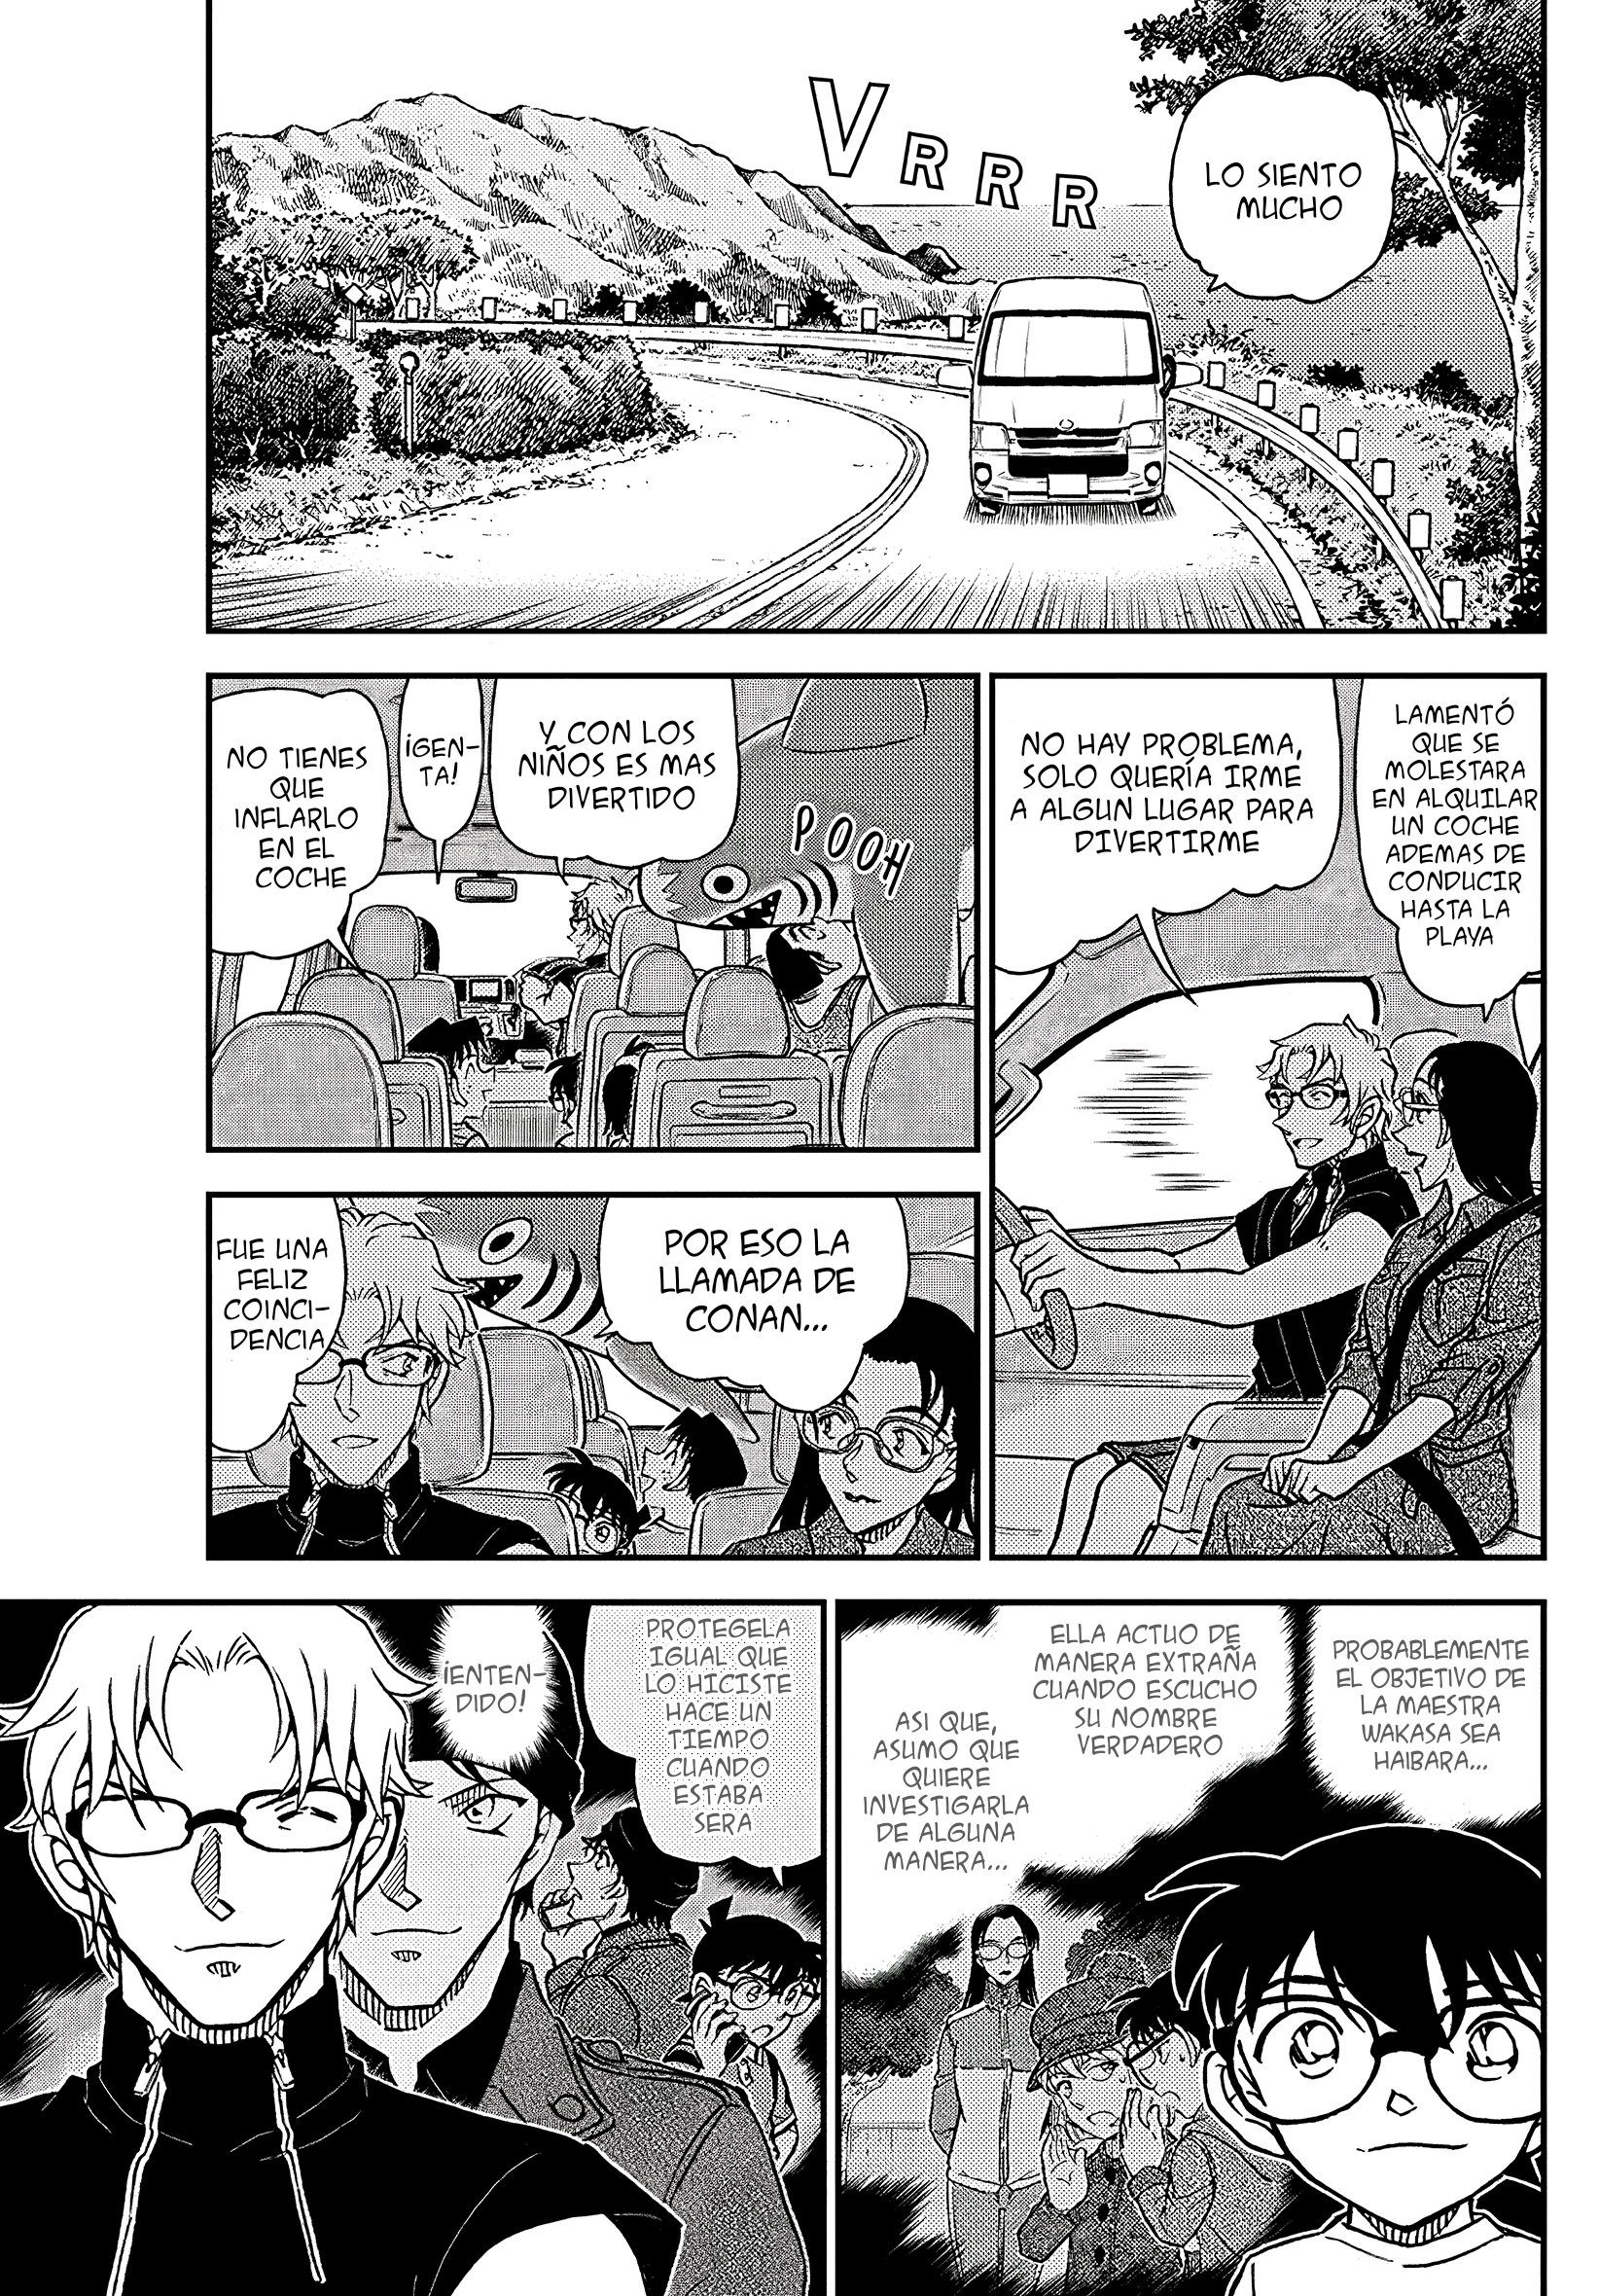 VRRR
LO SIENTO
MUCHO
LAMENTÓ
QUE SE
MOLESTARA
EN ALQUILAR
UN COCHE
ADEMAS DE
CONDUCIR
HASTA LA
PLAYA
NO HAY PROBLEMA,
SOLO QUERÍA IRME
A ALGUN LUGAR PARA
DIVERTIRME
Y CON LOS
NIÑOS ES MAS
DIVERTIDO
POOH
¡GEN-
TA!
NO TIENES
QUE
INFLARLO
EN EL
COCHE
POR ESO LA
LLAMADA DE
CONAN...
FUE UNA
FELIZ
COINCI-
DENCIA
PROBABLEMENTE
EL OBJETIVO DE
LA MAESTRA
WAKASA SEA
HAIBARA...
ELLA ACTUO DE
MANERA EXTRAÑA
CUANDO ESCUCHO
SU NOMBRE
VERDADERO
ASI QUE,
ASUMO QUE
QUIERE
INVESTIGARLA
DE ALGUNA
MANERA...
PROTEGELA
IGUAL QUE
LO HICISTE
HACE UN
TIEMPO
CUANDO
ESTABA
SERA
¡ENTEN-
DIDO!